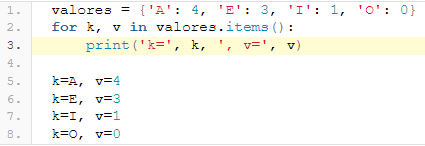 1. valores = {'A': 4, 'E': 3, 'I': 1, 'O': 0}
2. for k, v in valores.items():
3.     print('k=', k, ', v=', v)
4.
5. k=A, v=4
6. k=E, v=3
7. k=I, v=1
8. k=O, v=0